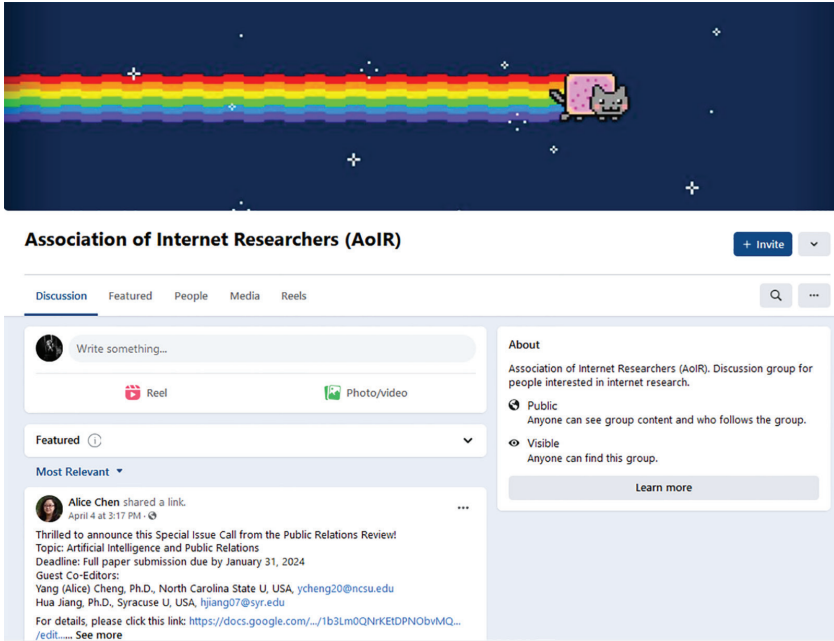 Association of Internet Researchers (AoIR)
+ Invite
Discussion
Featured
People
Media
Reels
Write something...
Reel
Photo/video
Featured
Most Relevant
Alice Chen shared a link.
April 4 at 3:17 PM ·
Thrilled to announce this Special Issue Call from the Public Relations Review!
Topic: Artificial Intelligence and Public Relations
Deadline: Full paper submission due by January 31, 2024
Guest Co-Editors:
Yang (Alice) Cheng, Ph.D., North Carolina State U, USA, ycheng20@ncsu.edu
Hua Jiang, Ph.D., Syracuse U, USA, hjiang07@syr.edu
For details, please click this link: https://docs.google.com/.../1b3Lm0QNrKEtDPNObvMQ...
/edit...... See more
About
Association of Internet Researchers (AoIR). Discussion group for
people interested in internet research.
Public
Anyone can see group content and who follows the group.
Visible
Anyone can find this group.
Learn more